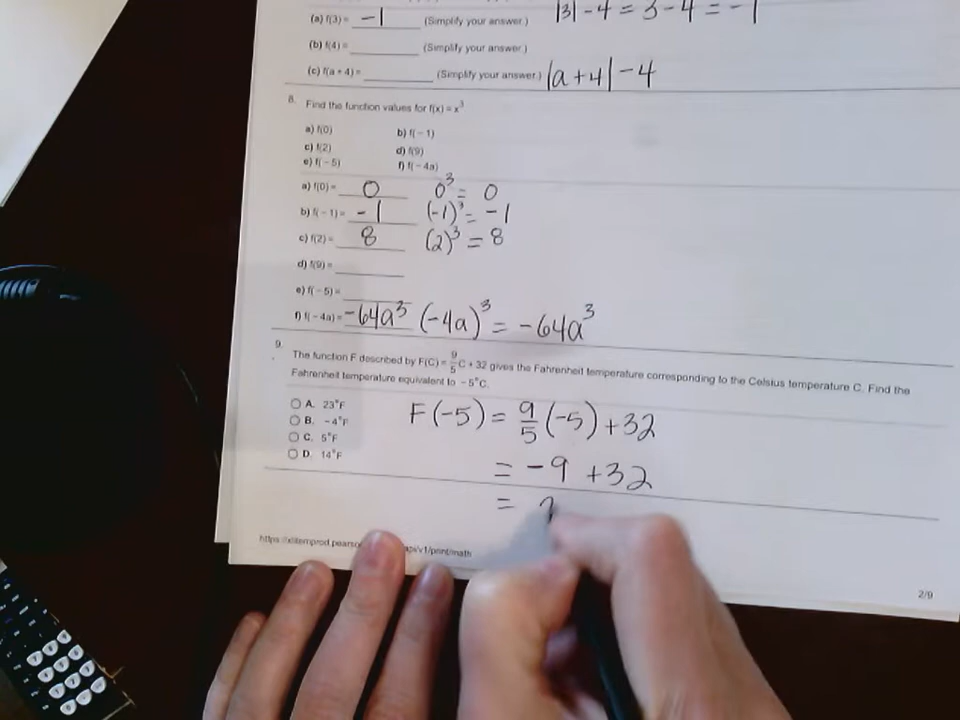 (a) f(3) = -1 (Simplify your answer.) |3| - 4 = 3 - 4 = -1
(b) f(4) = (Simplify your answer.)
(c) f(a + 4) = (Simplify your answer.) |a + 4| - 4
8. Find the function values for f(x) = x³
a) f(0) b) f( - 1)
c) f(2) d) f(9)
e) f( - 5) f) f( - 4a)
a) f(0) = 0 0³ = 0
b) f( - 1) = -1 (-1)³ = -1
c) f(2) = 8 (2)³ = 8
d) f(9) =
e) f( - 5) =
f) f( - 4a) = -64a³ (-4a)³ = -64a³
9. The function F described by F(C) = 9/5 C + 32 gives the Fahrenheit temperature corresponding to the Celsius temperature C. Find the
Fahrenheit temperature equivalent to - 5°C.
A. 23°F F(-5) = 9/5 (-5) + 32
B. - 4°F
C. 5°F = -9 + 32
D. 14°F
=
2/9